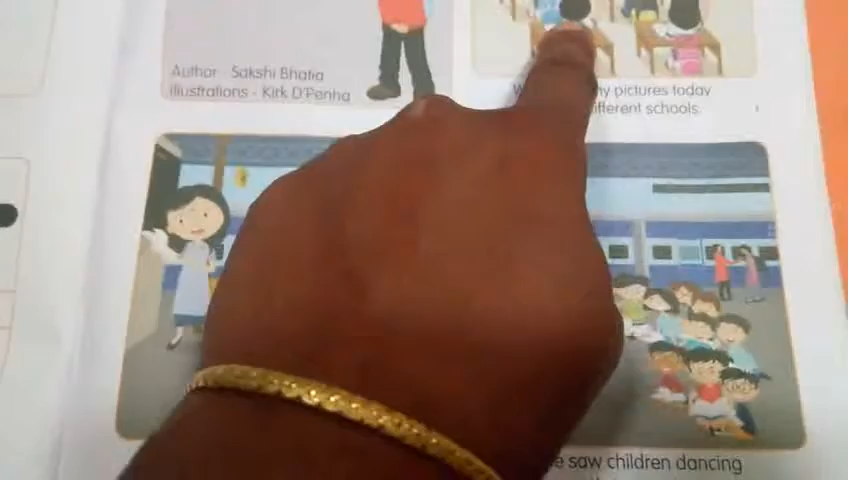 Author - Sakshi Bhatia
Illustrations - Kirk D'Penha
pictures today
different schools.
saw children dancing